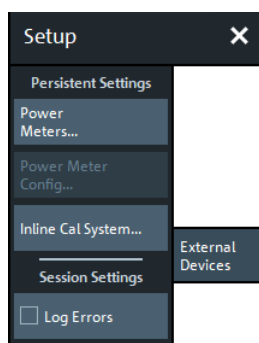 Setup
Persistent Settings
Power
Meters...
Power Meter
Config...
Inline Cal System...
External
Devices
Session Settings
Log Errors